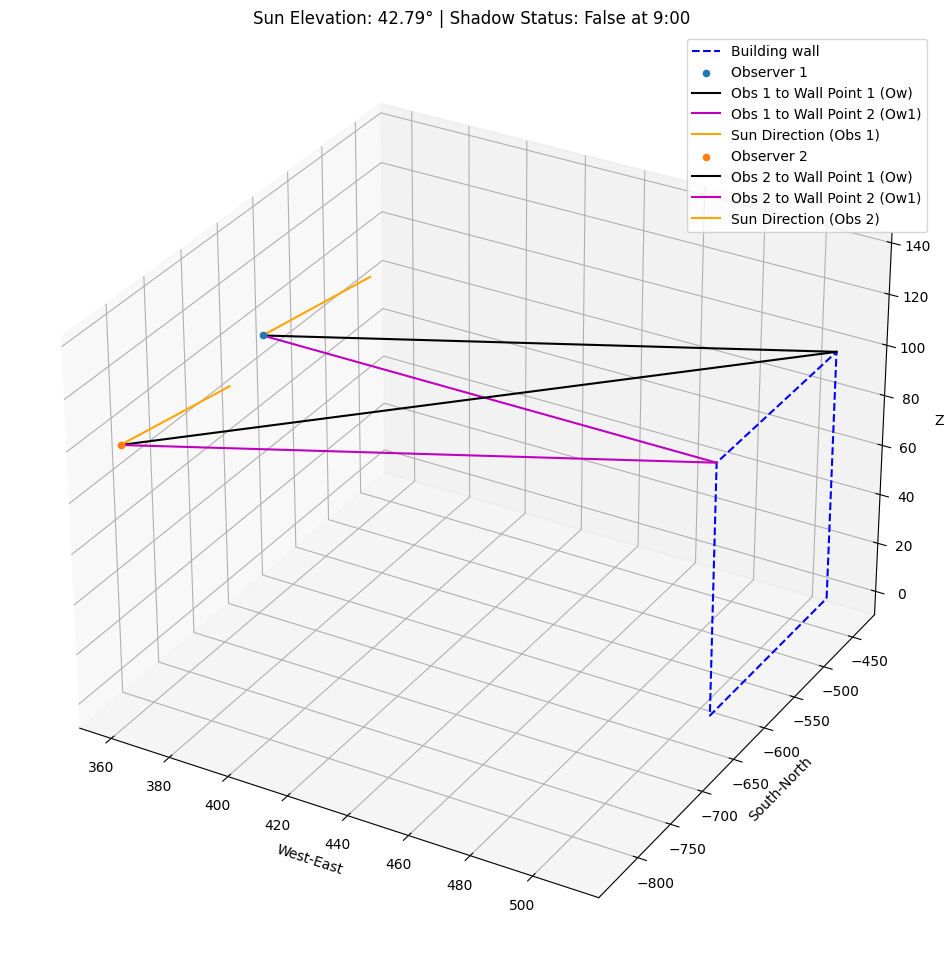 Sun Elevation: 42.79° | Shadow Status: False at 9:00
Building wall
Observer 1
Obs 1 to Wall Point 1 (Ow)
Obs 1 to Wall Point 2 (Ow1)
Sun Direction (Obs 1)
Observer 2
Obs 2 to Wall Point 1 (Ow)
Obs 2 to Wall Point 2 (Ow1)
Sun Direction (Obs 2)
140
120
100
80
60
40
20
0
Z
−450
−500
−550
−600
−650
−700
−750
−800
South-North
360
380
400
420
440
460
480
500
West-East